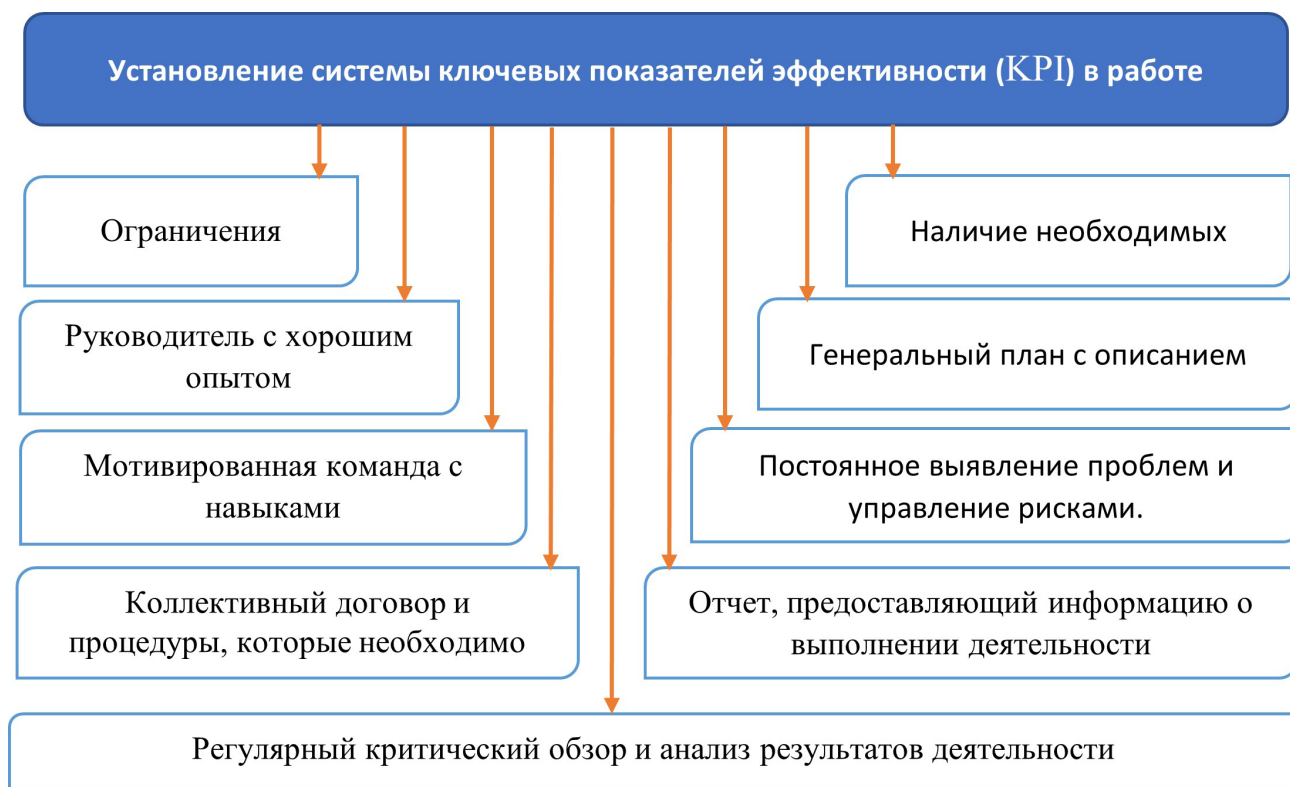 Установление системы ключевых показателей эффективности (KPI) в работе
Ограничения
Наличие необходимых
Руководитель с хорошим
опытом
Генеральный план с описанием
Мотивированная команда с
навыками
Постоянное выявление проблем и
управление рисками.
Коллективный договор и
процедуры, которые необходимо
Отчет, предоставляющий информацию о
выполнении деятельности
Регулярный критический обзор и анализ результатов деятельности